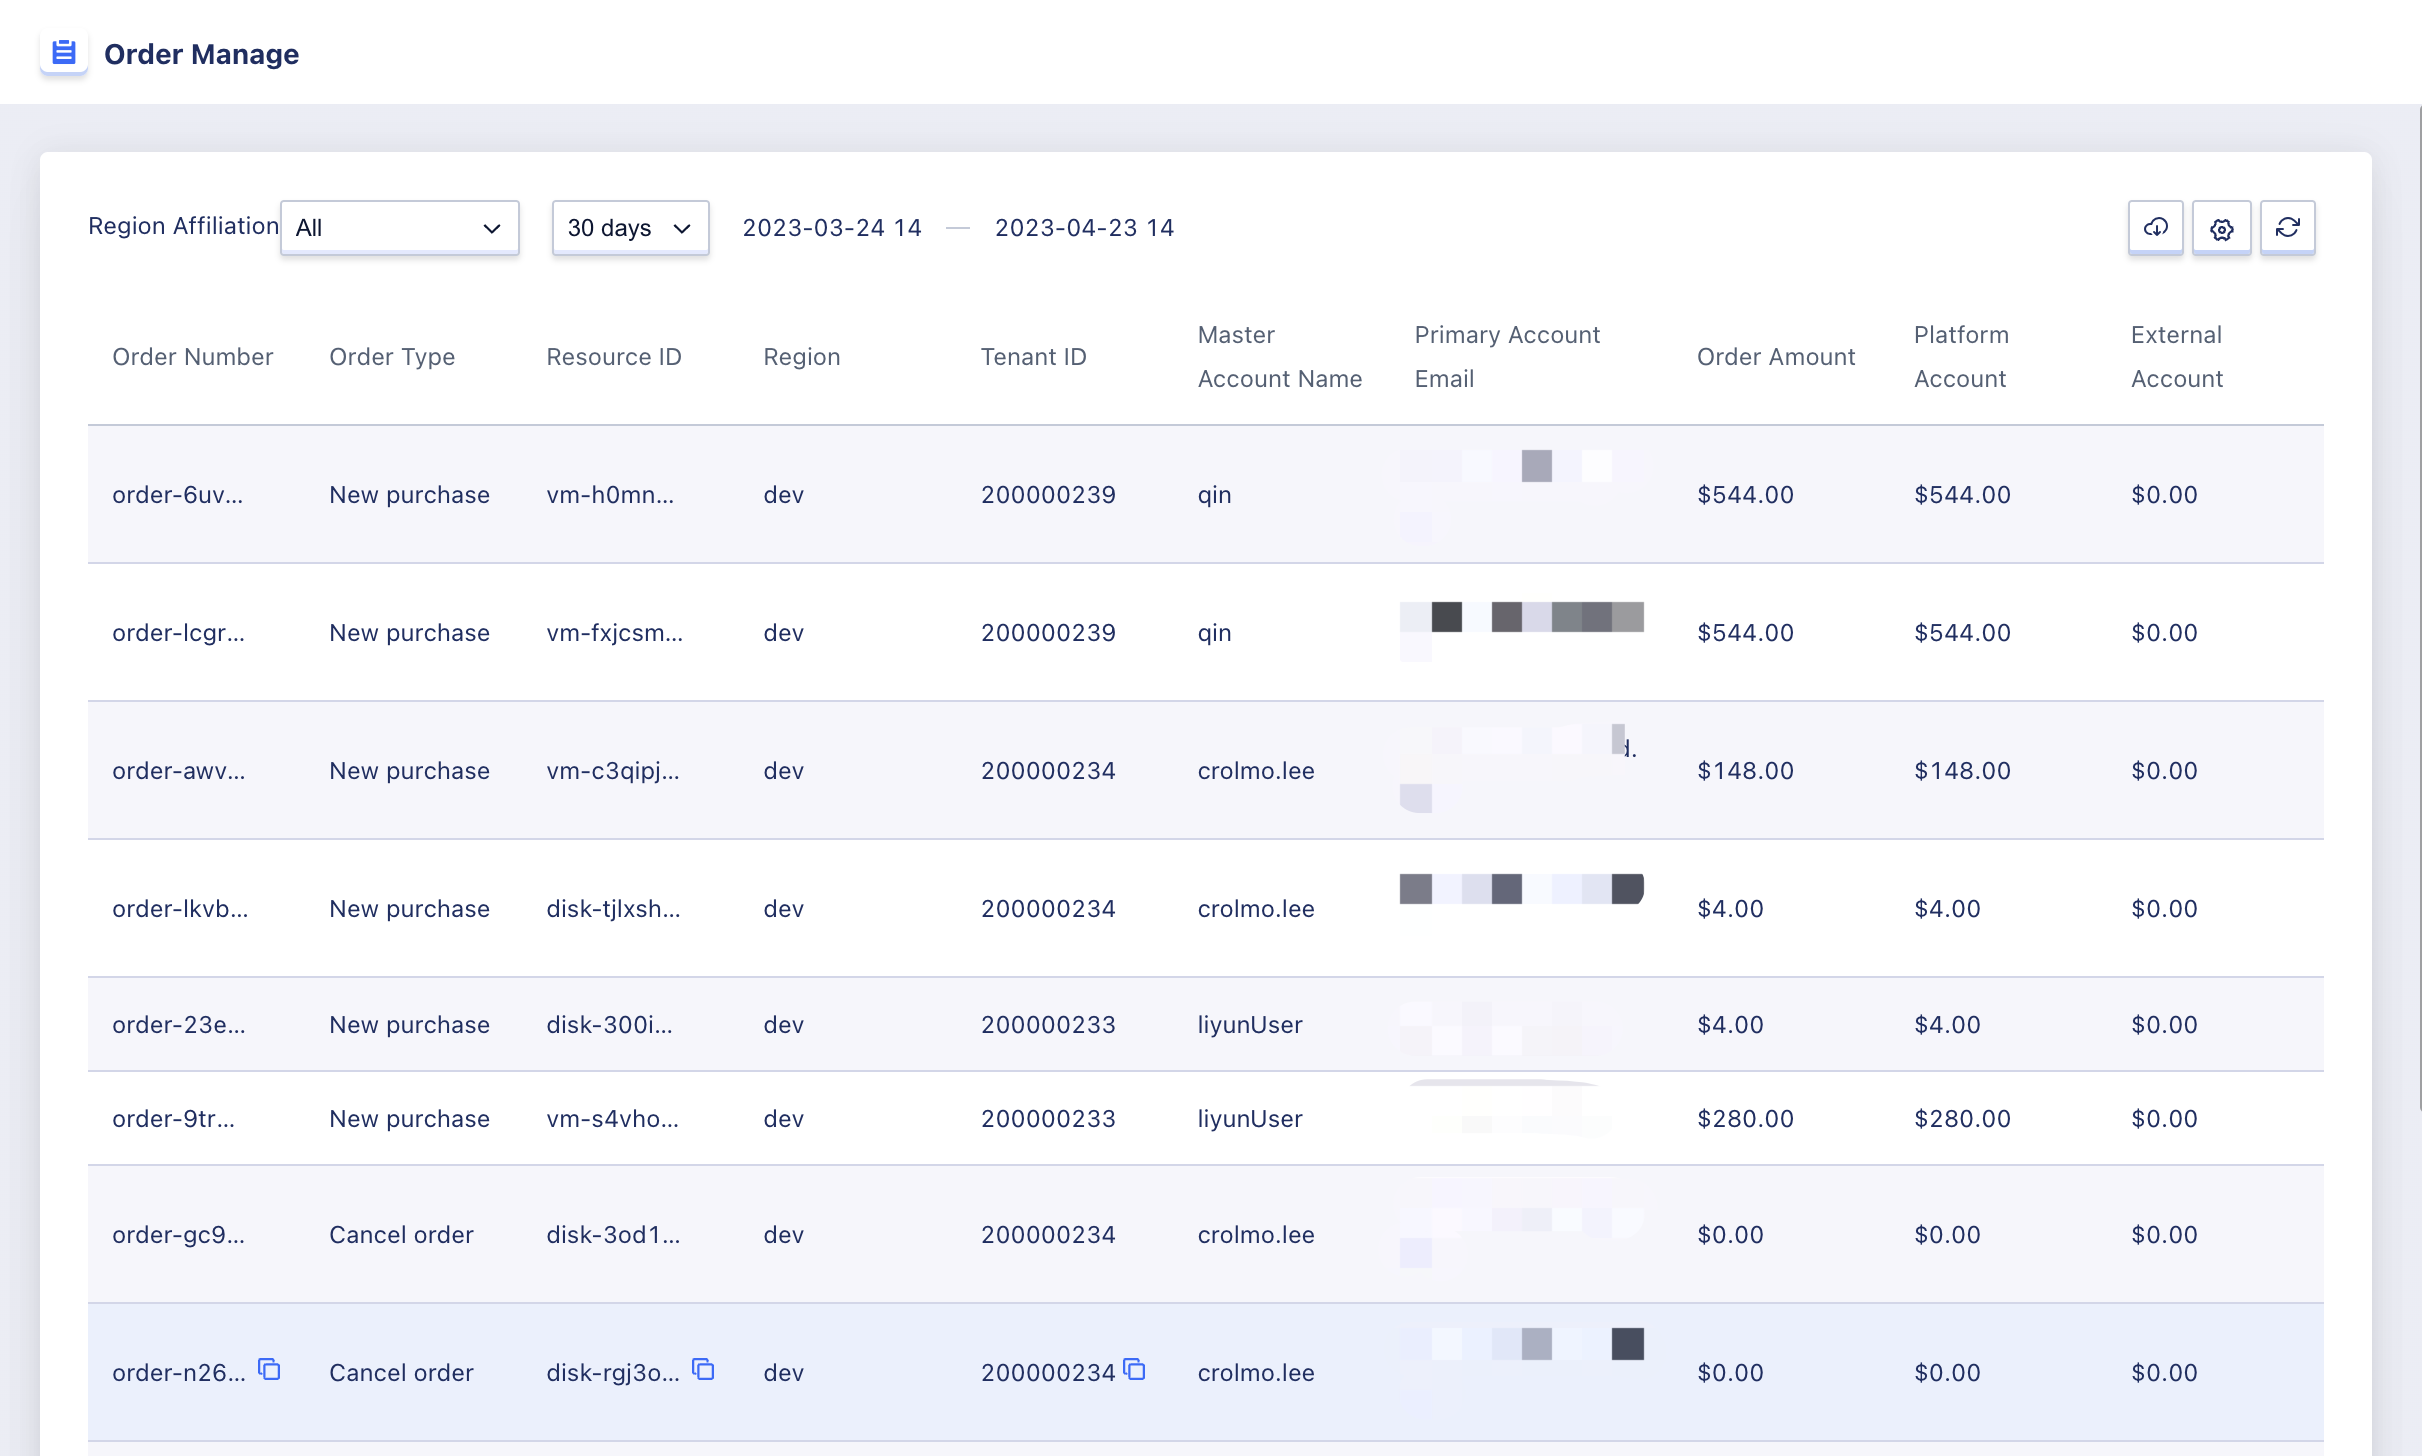 Order Manage
Region Affiliation All 30 days 2023-03-24 14 — 2023-04-23 14
Order Number Order Type Resource ID Region Tenant ID Master Account Name Primary Account Email Order Amount Platform Account External Account
order-6uv... New purchase vm-h0mn... dev 200000239 qin $544.00 $544.00 $0.00
order-lcgr... New purchase vm-fxjcsm... dev 200000239 qin $544.00 $544.00 $0.00
order-awv... New purchase vm-c3qipj... dev 200000234 crolmo.lee $148.00 $148.00 $0.00
order-lkvb... New purchase disk-tjlxsh... dev 200000234 crolmo.lee $4.00 $4.00 $0.00
order-23e... New purchase disk-300i... dev 200000233 liyunUser $4.00 $4.00 $0.00
order-9tr... New purchase vm-s4vho... dev 200000233 liyunUser $280.00 $280.00 $0.00
order-gc9... Cancel order disk-3od1... dev 200000234 crolmo.lee $0.00 $0.00 $0.00
order-n26... Cancel order disk-rgj3o... dev 200000234 crolmo.lee $0.00 $0.00 $0.00